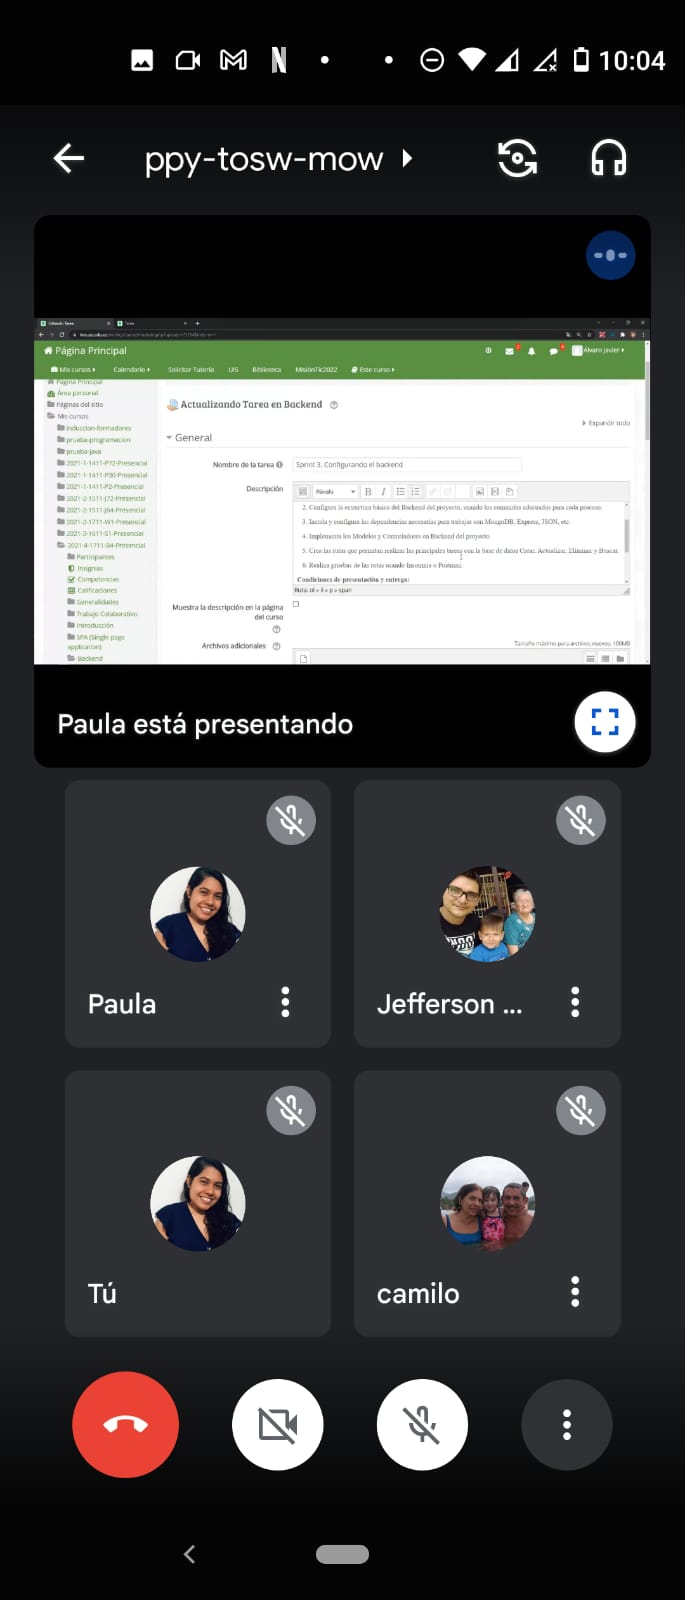 10:04
ppy-tosw-mow
Página Principal
Alvaro Javier
Mis cursos
Calendario
Solicitar Tutoría
UIS
Biblioteca
MisiónTic2022
Este curso
Página Principal
Área personal
Páginas del sitio
Mis cursos
induccion-formadores
prueba-programacion
prueba-java
2021-1-1411-P72-Presencial
2021-1-1411-P30-Presencial
2021-1-1411-P2-Presencial
2021-2-1511-J72-Presencial
2021-2-1511-J64-Presencial
2021-2-1711-W1-Presencial
2021-3-1611-S1-Presencial
2021-4-1711-B4-Presencial
Participantes
Insignias
Competencias
Calificaciones
Generalidades
Trabajo Colaborativo
Introducción
SPA (Single page
application)
Backend
Actualizando Tarea en Backend
Expandir todo
General
Nombre de la tarea
Sprint 3. Configurando el backend
Descripción
Párrafo
2. Configura la estructura básica del Backend del proyecto, usando los comandos adecuados para cada proceso.
3. Instala y configura las dependencias necesarias para trabajar con MongoDB, Express, JSON, etc.
4. Implementa los Modelos y Controladores en Backend del proyecto.
5. Crea las rutas que permitan realizar las principales tareas con la base de datos Crear, Actualizar, Eliminar y Buscar.
6. Realiza pruebas de las rutas usando Insomnia o Postman.
Condiciones de presentación y entrega:
Ruta: ol » li » p » span
Muestra la descripción en la página
del curso
Archivos adicionales
Tamaño máximo para archivos nuevos: 100MB
Paula está presentando
Paula
Jefferson ...
Tú
camilo